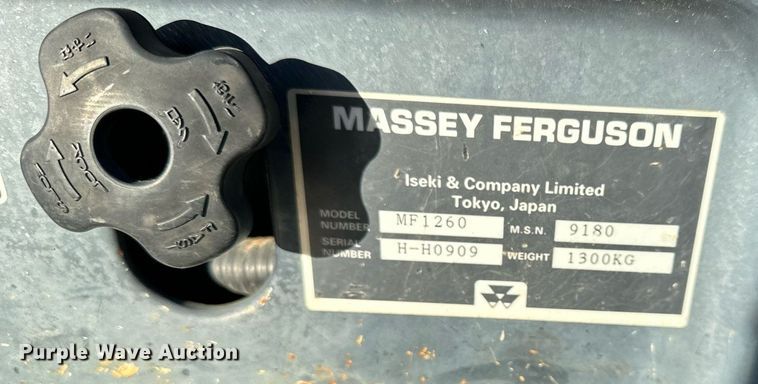 MASSEY FERGUSON
Iseki & Company Limited
Tokyo, Japan
MODEL NUMBER MF1260 M.S.N. 9180
SERIAL NUMBER H-H0909 WEIGHT 1300KG
Purple Wave Auction